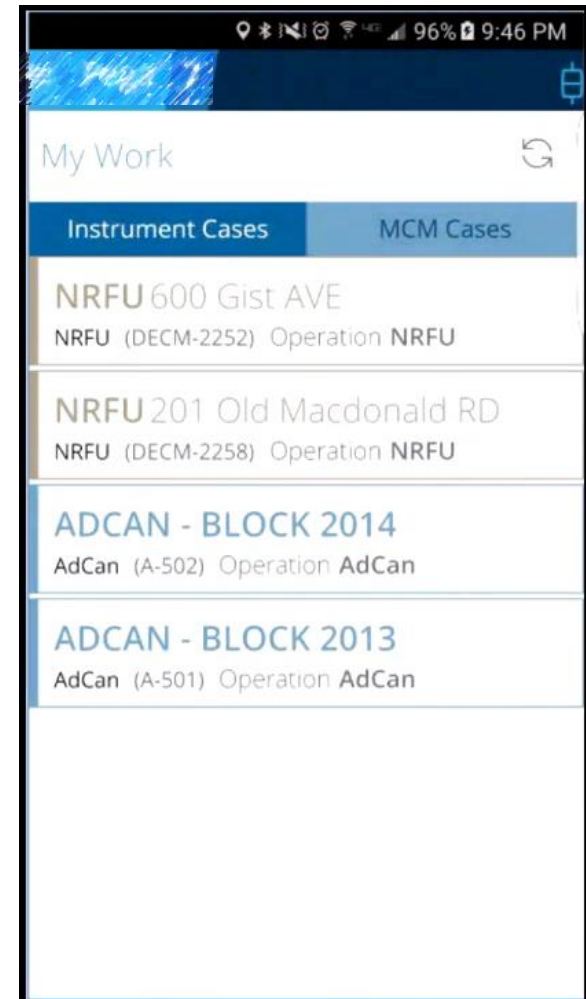 4GE 96% 9:46 PM
My Work
Instrument Cases MCM Cases
NRFU 600 Gist AVE
NRFU (DECM-2252) Operation NRFU
NRFU 201 Old Macdonald RD
NRFU (DECM-2258) Operation NRFU
ADCAN - BLOCK 2014
AdCan (A-502) Operation AdCan
ADCAN - BLOCK 2013
AdCan (A-501) Operation AdCan